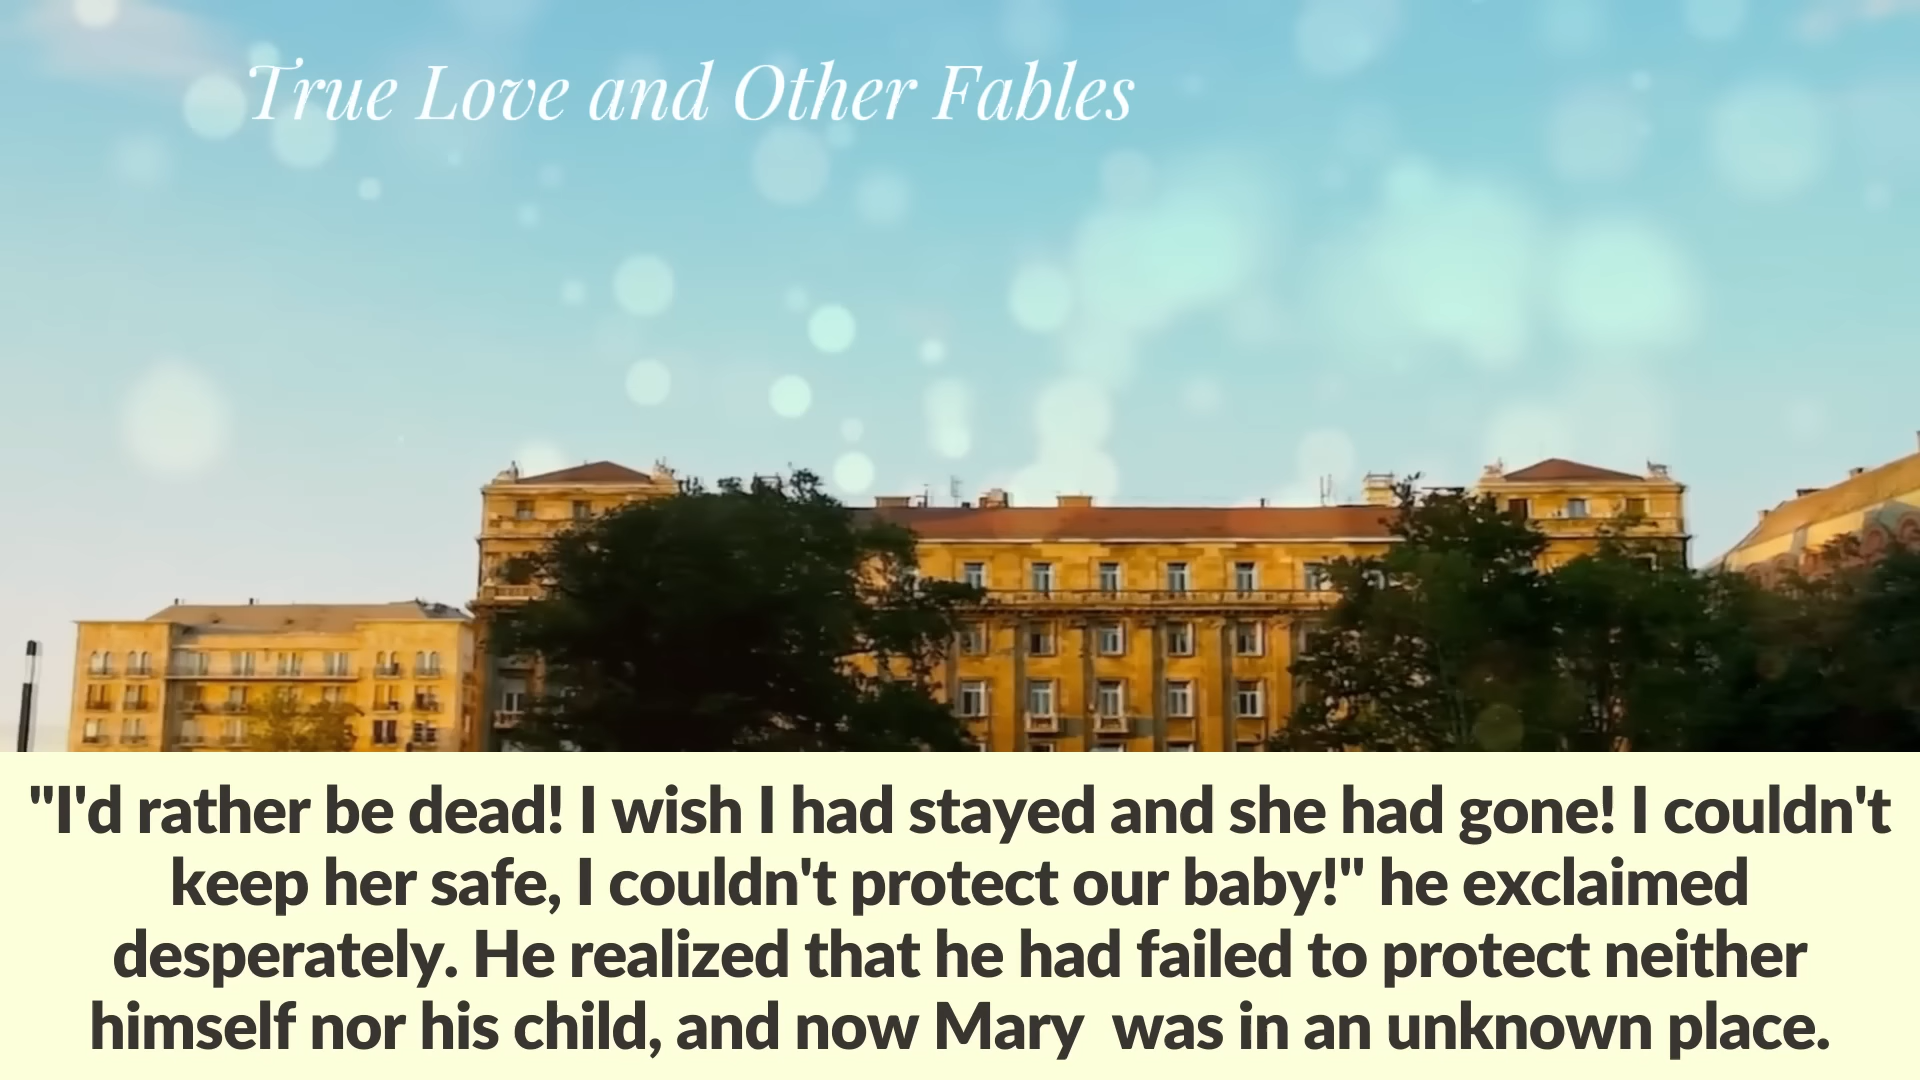 True Love and Other Fables
"I'd rather be dead! I wish I had stayed and she had gone! I couldn't
keep her safe, I couldn't protect our baby!" he exclaimed
desperately. He realized that he had failed to protect neither
himself nor his child, and now Mary  was in an unknown place.